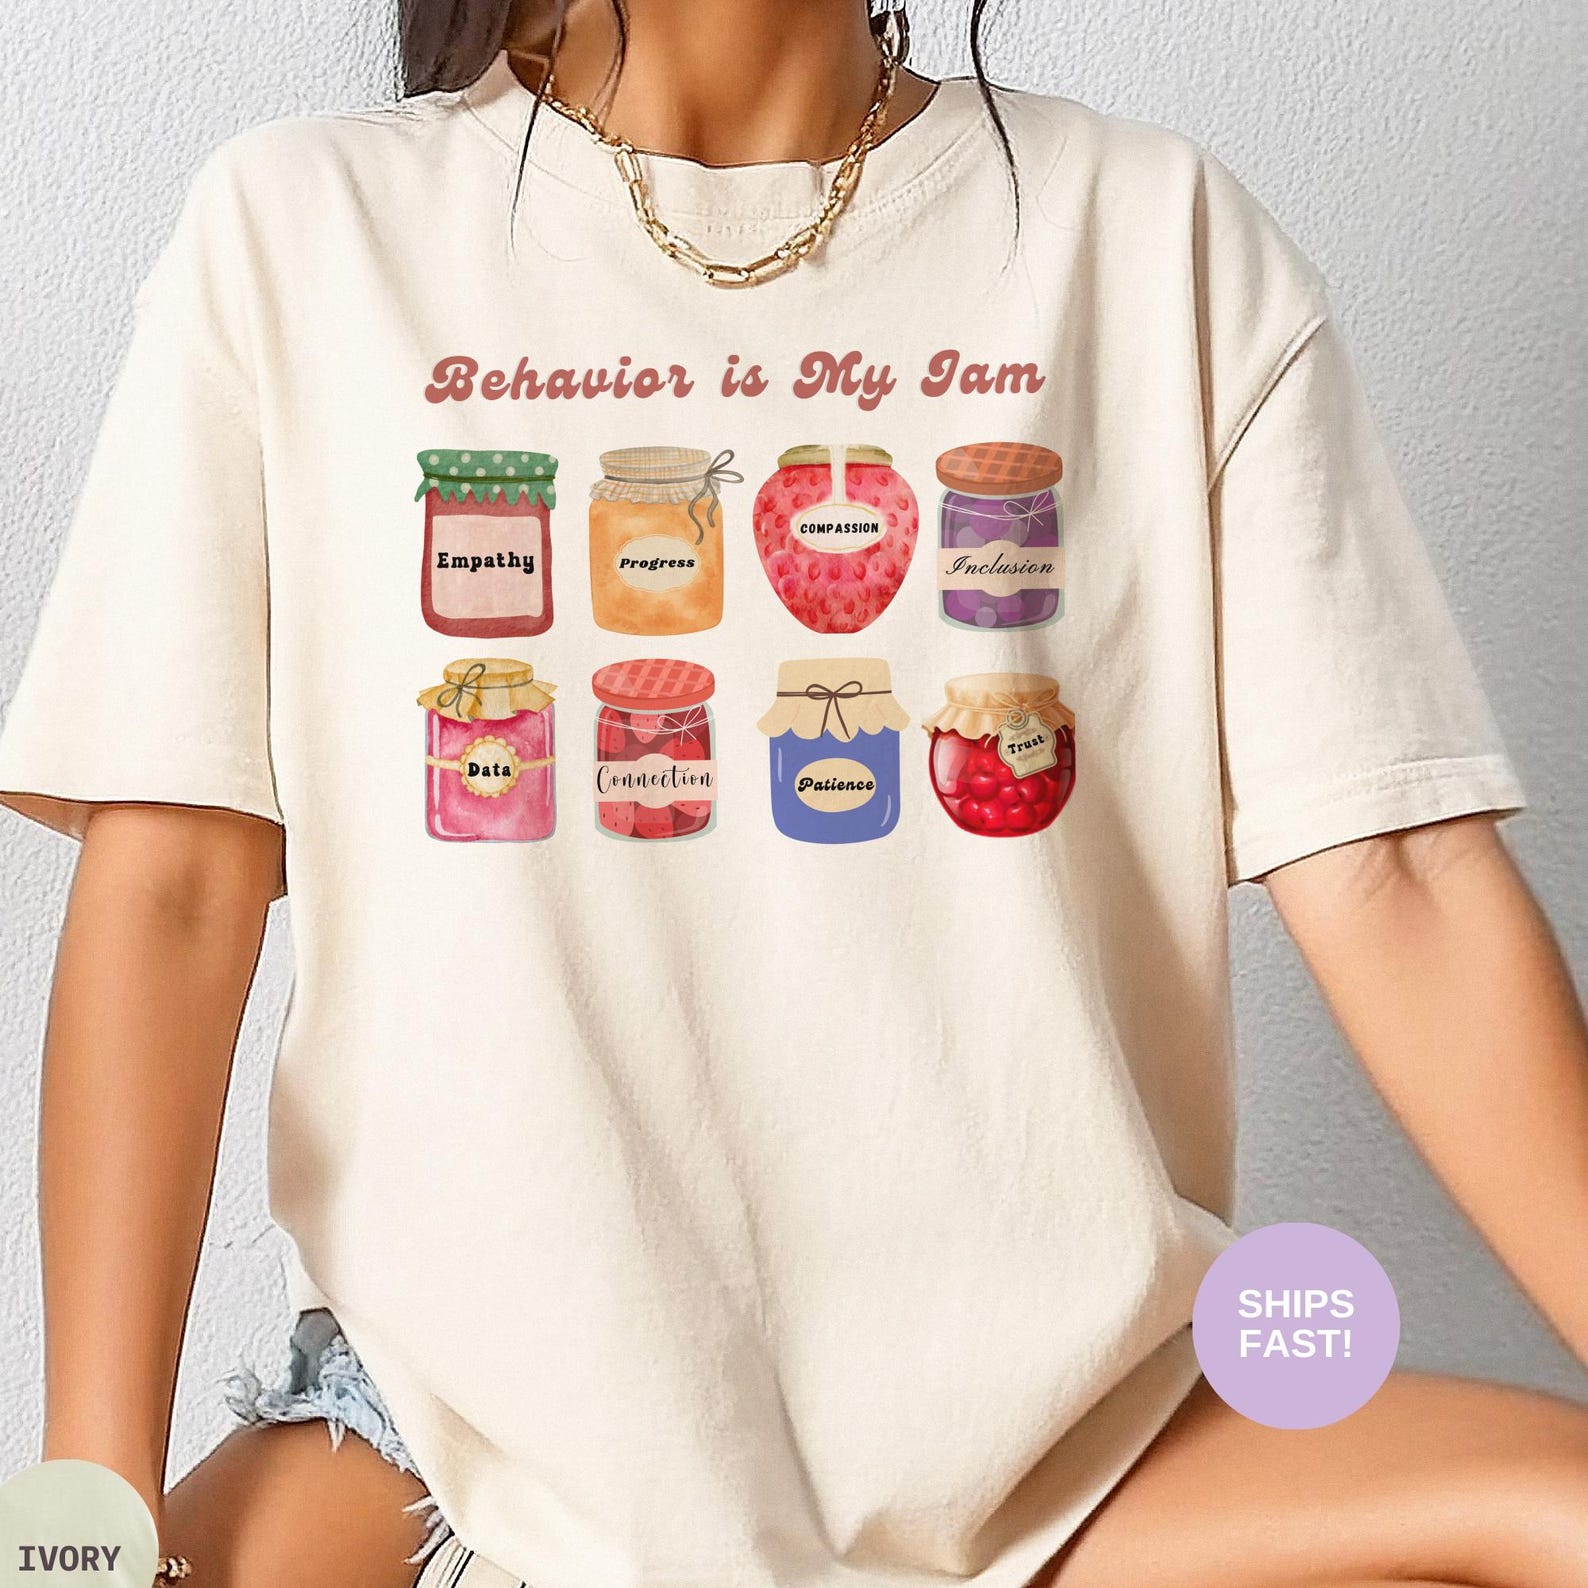 Behavior is My Jam
Empathy
Progress
COMPASSION
Inclusion
Data
Connection
Patience
Trust
SHIPS
FAST!
IVORY